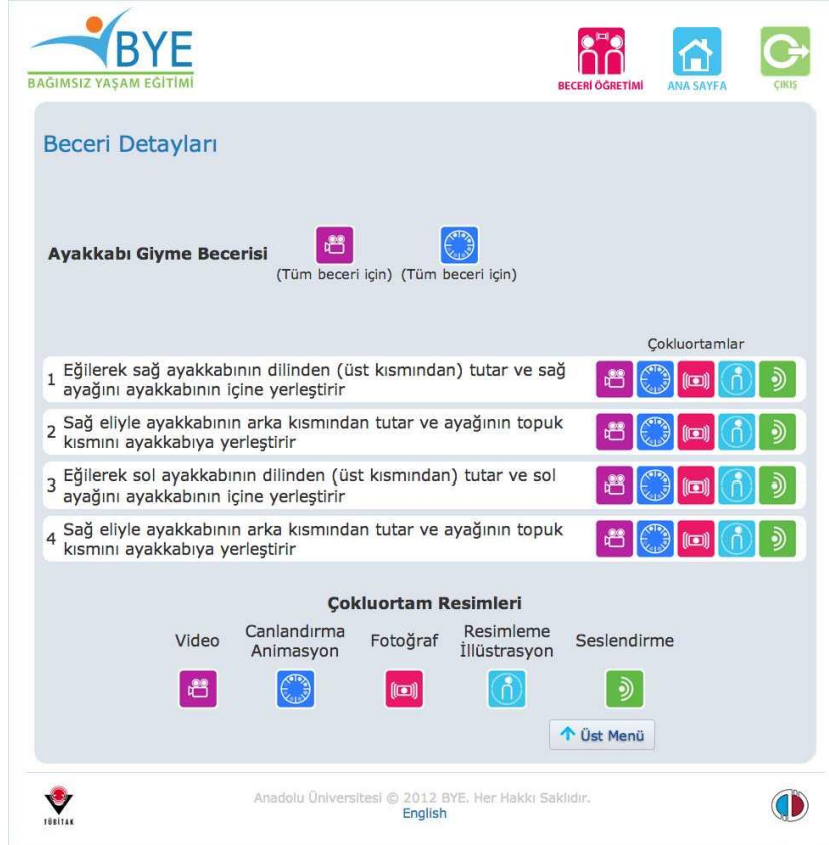 BYE
BAĞIMSIZ YAŞAM EĞİTİMİ
BECERİ ÖĞRETİMİ
ANA SAYFA
ÇIKIŞ
Beceri Detayları
Ayakkabı Giyme Becerisi
(Tüm beceri için) (Tüm beceri için)
Çokluortamlar
1 Eğilerek sağ ayakkabının dilinden (üst kısmından) tutar ve sağ
ayağını ayakkabının içine yerleştirir
2 Sağ eliyle ayakkabının arka kısmından tutar ve ayağının topuk
kısmını ayakkabıya yerleştirir
3 Eğilerek sol ayakkabının dilinden (üst kısmından) tutar ve sol
ayağını ayakkabının içine yerleştirir
4 Sağ eliyle ayakkabının arka kısmından tutar ve ayağının topuk
kısmını ayakkabıya yerleştirir
Çokluortam Resimleri
Video
Canlandırma
Animasyon
Fotoğraf
Resimleme
İllüstrasyon
Seslendirme
Üst Menü
TÜBİTAK
Anadolu Üniversitesi © 2012 BYE. Her Hakkı Saklıdır.
English